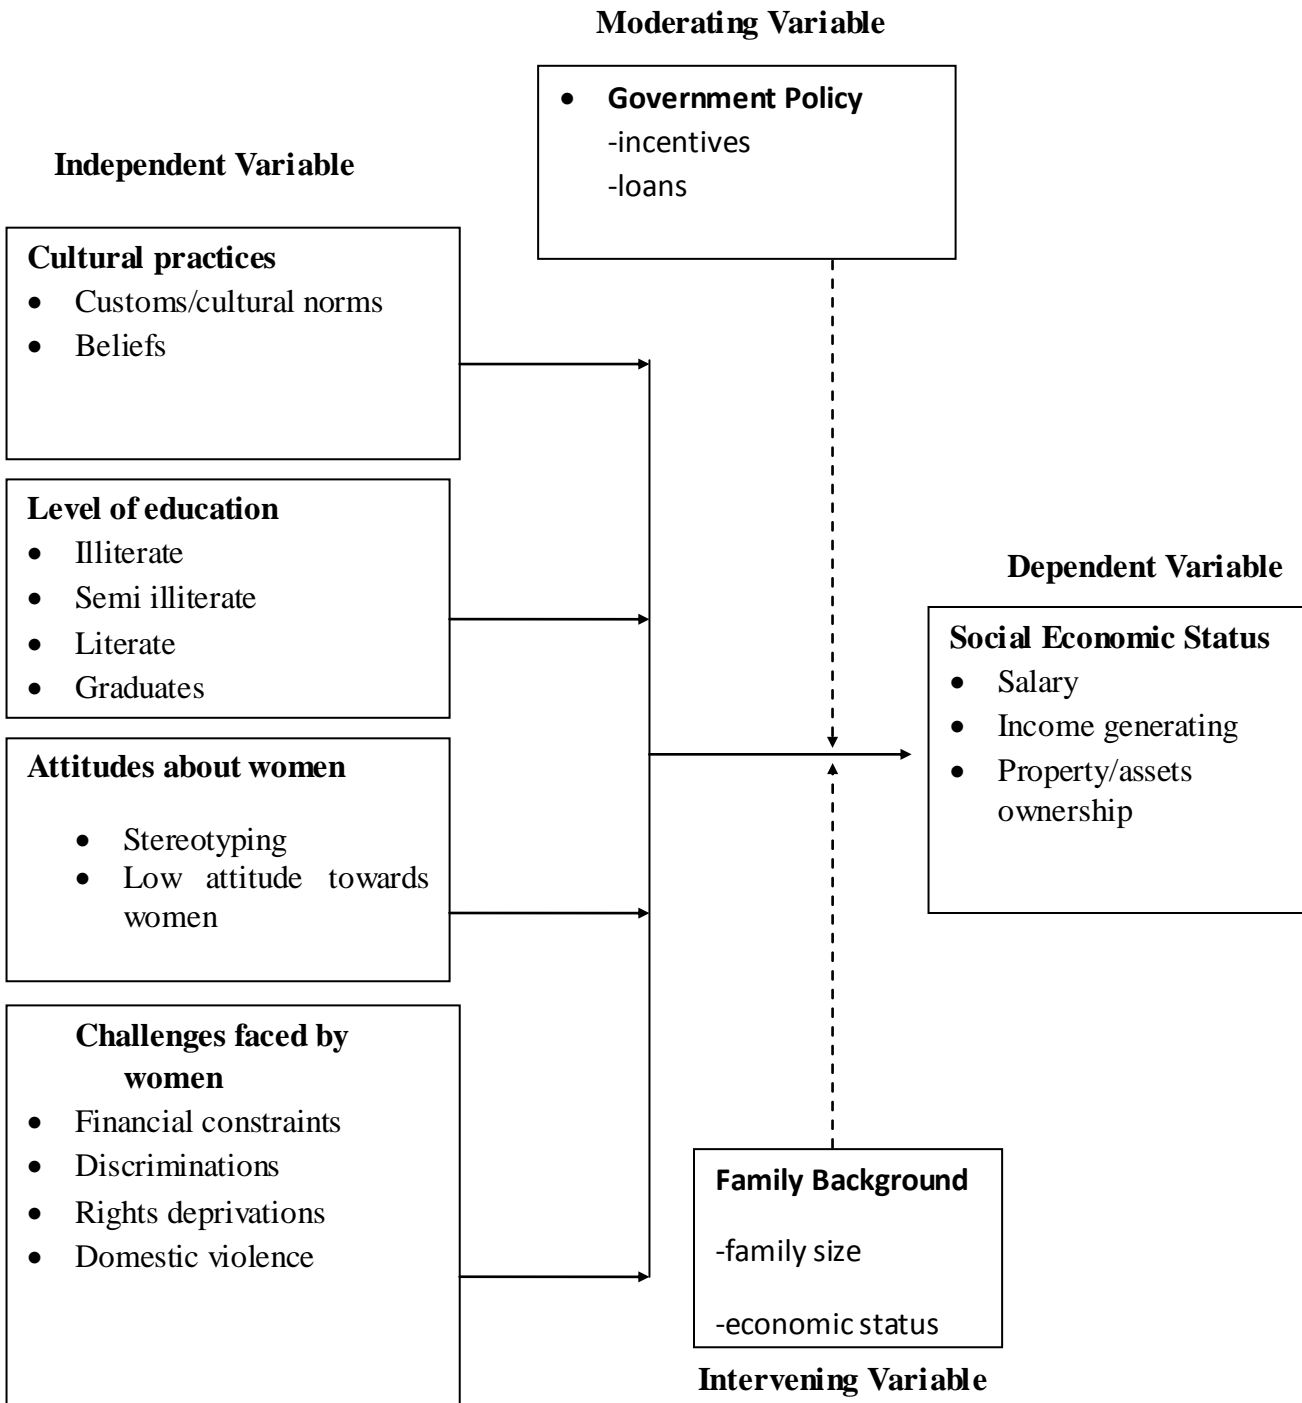 Moderating Variable
• Government Policy
-incentives
-loans
Independent Variable
Cultural practices
• Customs/cultural norms
• Beliefs
Level of education
• Illiterate
• Semi illiterate
• Literate
• Graduates
Attitudes about women
• Stereotyping
• Low attitude towards
women
Challenges faced by
women
• Financial constraints
• Discriminations
• Rights deprivations
• Domestic violence
Dependent Variable
Social Economic Status
• Salary
• Income generating
• Property/assets
ownership
Family Background
-family size
-economic status
Intervening Variable